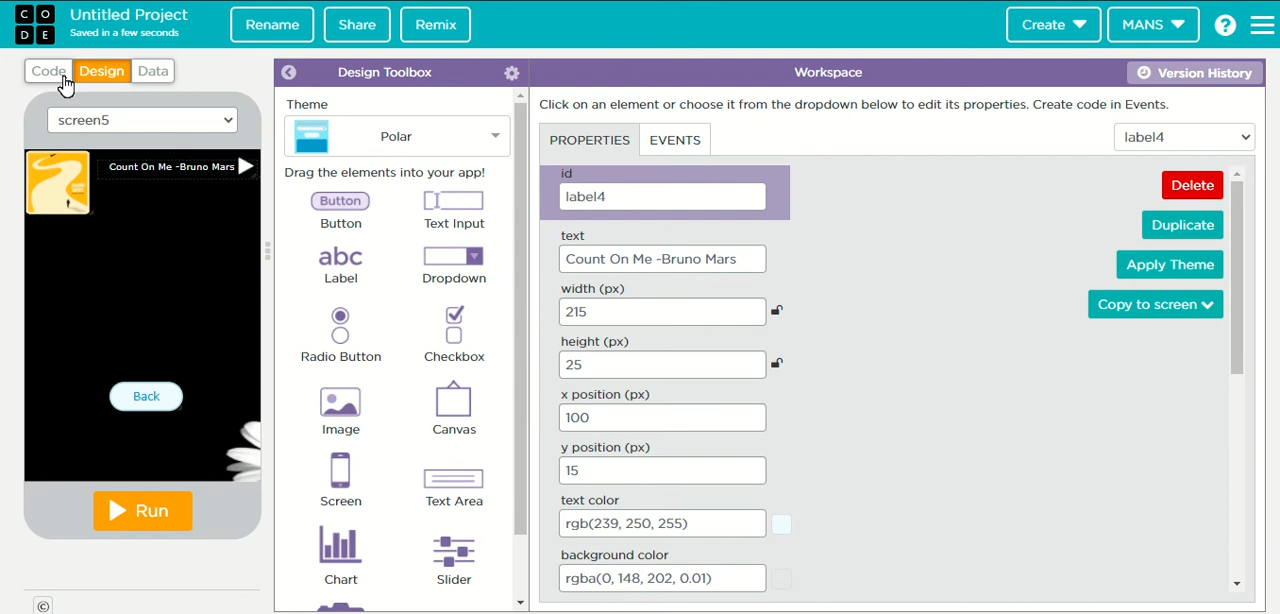 CO
DE
Untitled Project
Saved in a few seconds
Rename
Share
Remix
Create
MANS
?
Code
Design
Data
Design Toolbox
Workspace
Version History
screen5
Count On Me -Bruno Mars
Back
Run
©
Theme
Polar
Drag the elements into your app!
Button
Button
Text Input
abc
Label
Dropdown
Radio Button
Checkbox
Image
Canvas
Screen
Text Area
Chart
Slider
Click on an element or choose it from the dropdown below to edit its properties. Create code in Events.
PROPERTIES
EVENTS
label4
id
label4
text
Count On Me -Bruno Mars
width (px)
215
height (px)
25
x position (px)
100
y position (px)
15
text color
rgb(239, 250, 255)
background color
rgba(0, 148, 202, 0.01)
Delete
Duplicate
Apply Theme
Copy to screen